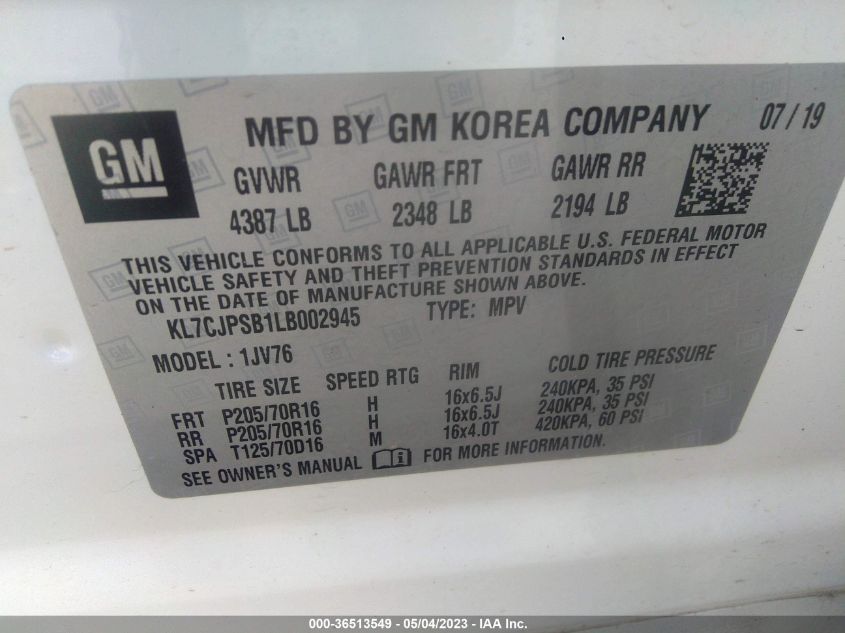 GM
MFD BY GM KOREA COMPANY 07/19
GVWR GAWR FRT GAWR RR
4387 LB 2348 LB 2194 LB
THIS VEHICLE CONFORMS TO ALL APPLICABLE U.S. FEDERAL MOTOR
VEHICLE SAFETY AND THEFT PREVENTION STANDARDS IN EFFECT
ON THE DATE OF MANUFACTURE SHOWN ABOVE.
KL7CJPSB1LB002945 TYPE: MPV
MODEL: 1JV76
TIRE SIZE SPEED RTG RIM COLD TIRE PRESSURE
FRT P205/70R16 H 16x6.5J 240KPA, 35 PSI
RR P205/70R16 H 16x6.5J 240KPA, 35 PSI
SPA T125/70D16 M 16x4.0T 420KPA, 60 PSI
SEE OWNER'S MANUAL FOR MORE INFORMATION.
000-36513549 - 05/04/2023 - IAA Inc.